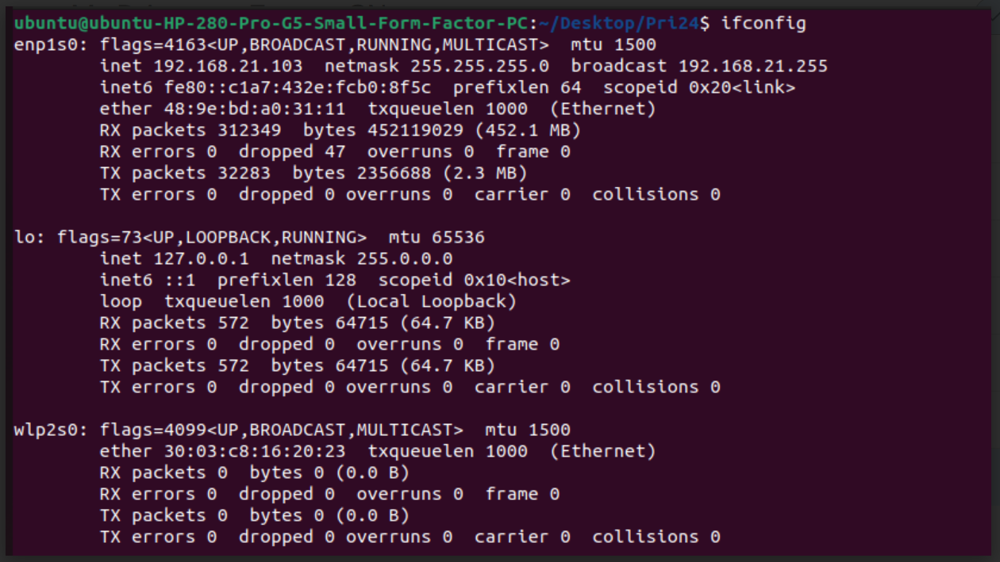 ubuntu@ubuntu-HP-280-Pro-G5-Small-Form-Factor-PC:~/Desktop/Pri24$ ifconfig
enp1s0: flags=4163<UP,BROADCAST,RUNNING,MULTICAST>  mtu 1500
        inet 192.168.21.103  netmask 255.255.255.0  broadcast 192.168.21.255
        inet6 fe80::c1a7:432e:fcb0:8f5c  prefixlen 64  scopeid 0x20<link>
        ether 48:9e:bd:a0:31:11  txqueuelen 1000  (Ethernet)
        RX packets 312349  bytes 452119029 (452.1 MB)
        RX errors 0  dropped 47  overruns 0  frame 0
        TX packets 32283  bytes 2356688 (2.3 MB)
        TX errors 0  dropped 0 overruns 0  carrier 0  collisions 0

lo: flags=73<UP,LOOPBACK,RUNNING>  mtu 65536
        inet 127.0.0.1  netmask 255.0.0.0
        inet6 ::1  prefixlen 128  scopeid 0x10<host>
        loop  txqueuelen 1000  (Local Loopback)
        RX packets 572  bytes 64715 (64.7 KB)
        RX errors 0  dropped 0  overruns 0  frame 0
        TX packets 572  bytes 64715 (64.7 KB)
        TX errors 0  dropped 0 overruns 0  carrier 0  collisions 0

wlp2s0: flags=4099<UP,BROADCAST,MULTICAST>  mtu 1500
        ether 30:03:c8:16:20:23  txqueuelen 1000  (Ethernet)
        RX packets 0  bytes 0 (0.0 B)
        RX errors 0  dropped 0  overruns 0  frame 0
        TX packets 0  bytes 0 (0.0 B)
        TX errors 0  dropped 0 overruns 0  carrier 0  collisions 0